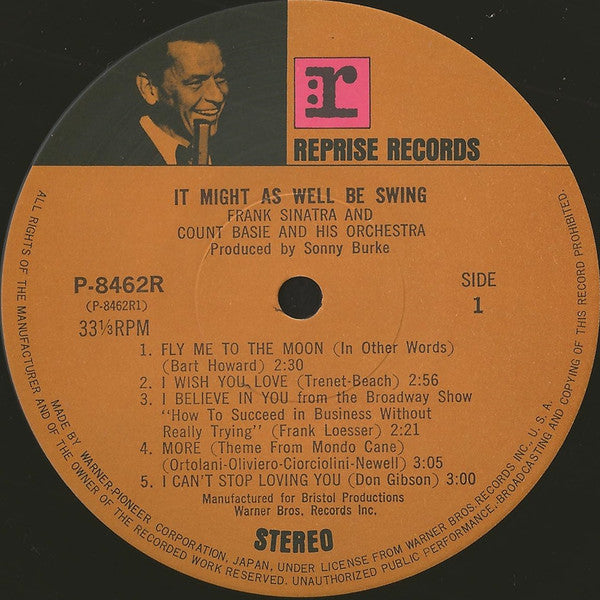 r
REPRISE RECORDS
IT MIGHT AS WELL BE SWING
FRANK SINATRA AND
COUNT BASIE AND HIS ORCHESTRA
Produced by Sonny Burke
P-8462R
(P-8462R1)
33⅓RPM
SIDE
1
1. FLY ME TO THE MOON (In Other Words)
(Bart Howard) 2:30
2. I WISH YOU LOVE (Trenet-Beach) 2:56
3. I BELIEVE IN YOU from the Broadway Show
"How To Succeed in Business Without
Really Trying" (Frank Loesser) 2:21
4. MORE (Theme From Mondo Cane)
(Ortolani-Oliviero-Ciorciolini-Newell) 3:05
5. I CAN'T STOP LOVING YOU (Don Gibson) 3:00
Manufactured for Bristol Productions
Warner Bros. Records Inc.
STEREO
ALL RIGHTS OF THE MANUFACTURER AND OF THE OWNER OF THE RECORDED WORK RESERVED. UNAUTHORIZED PUBLIC PERFORMANCE, BROADCASTING AND COPYING OF THIS RECORD PROHIBITED.
MADE BY WARNER-PIONEER CORPORATION, JAPAN, UNDER LICENSE FROM WARNER BROS. RECORDS INC., U.S.A.